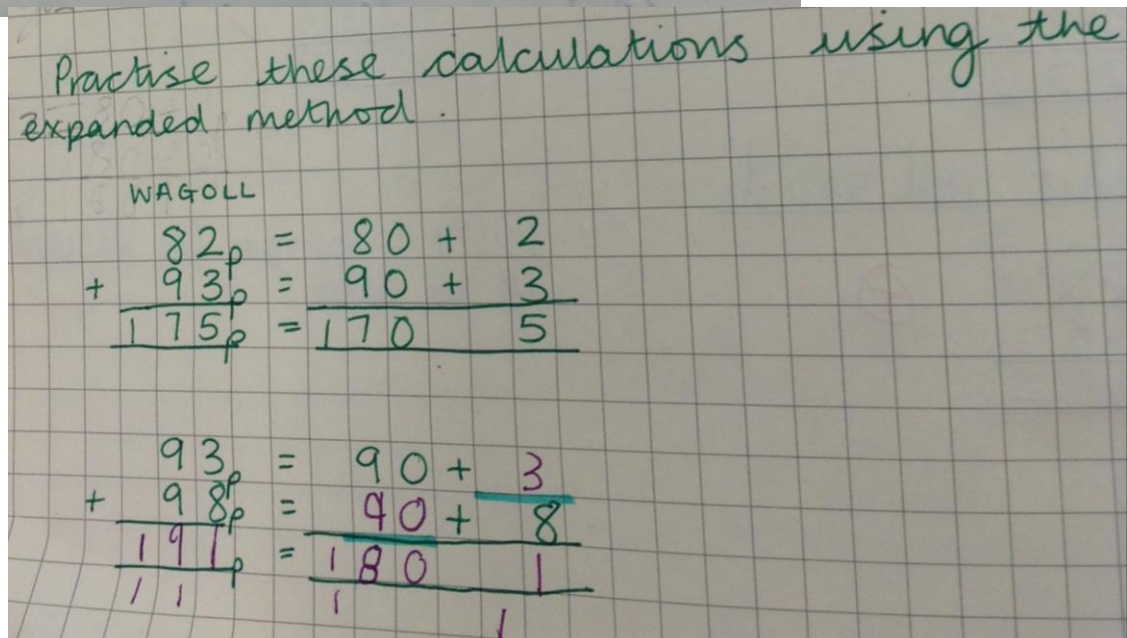 Practise these calculations using the
expanded method.
WAGOLL
82p = 80 + 2
+ 93p = 90 + 3
175p = 170 5
93p = 90 + 3
+ 98p = 90 + 8
191p = 180 1
1 1 1 1